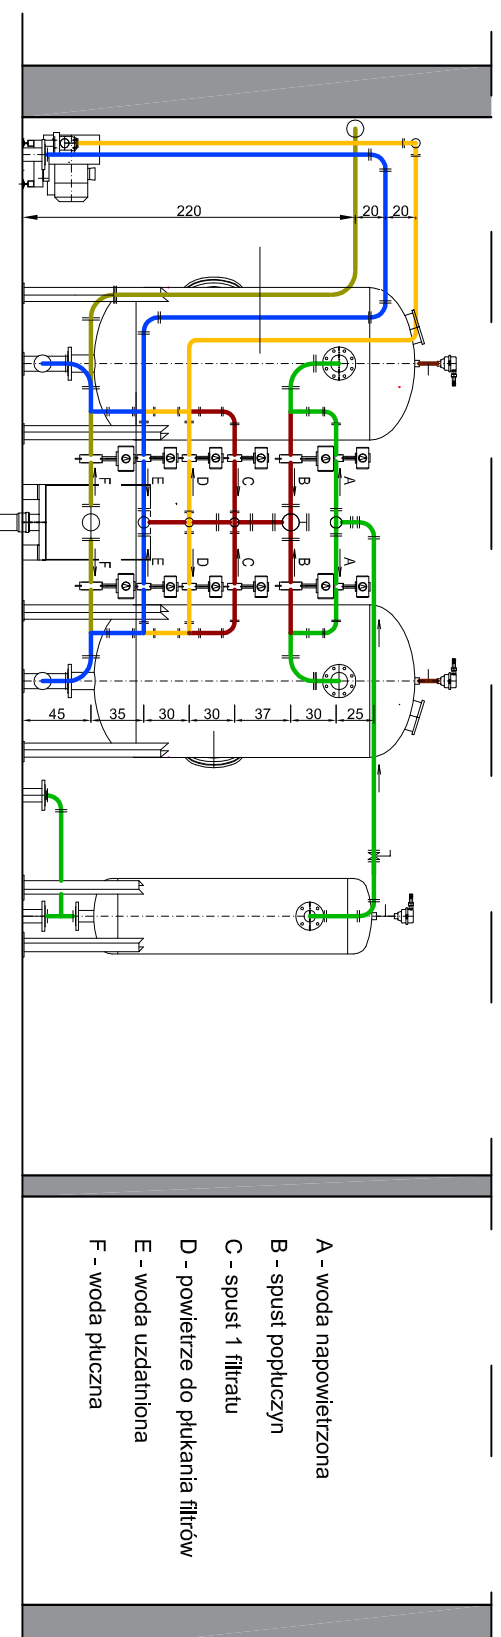 220
20
20
A
B
C
D
E
F
A
B
C
D
E
F
45
35
30
30
37
30
25
A - woda napowietrzona
B - spust popłuczyn
C - spust 1 filtratu
D - powietrze do płukania filtrów
E - woda uzdatniona
F - woda płuczna